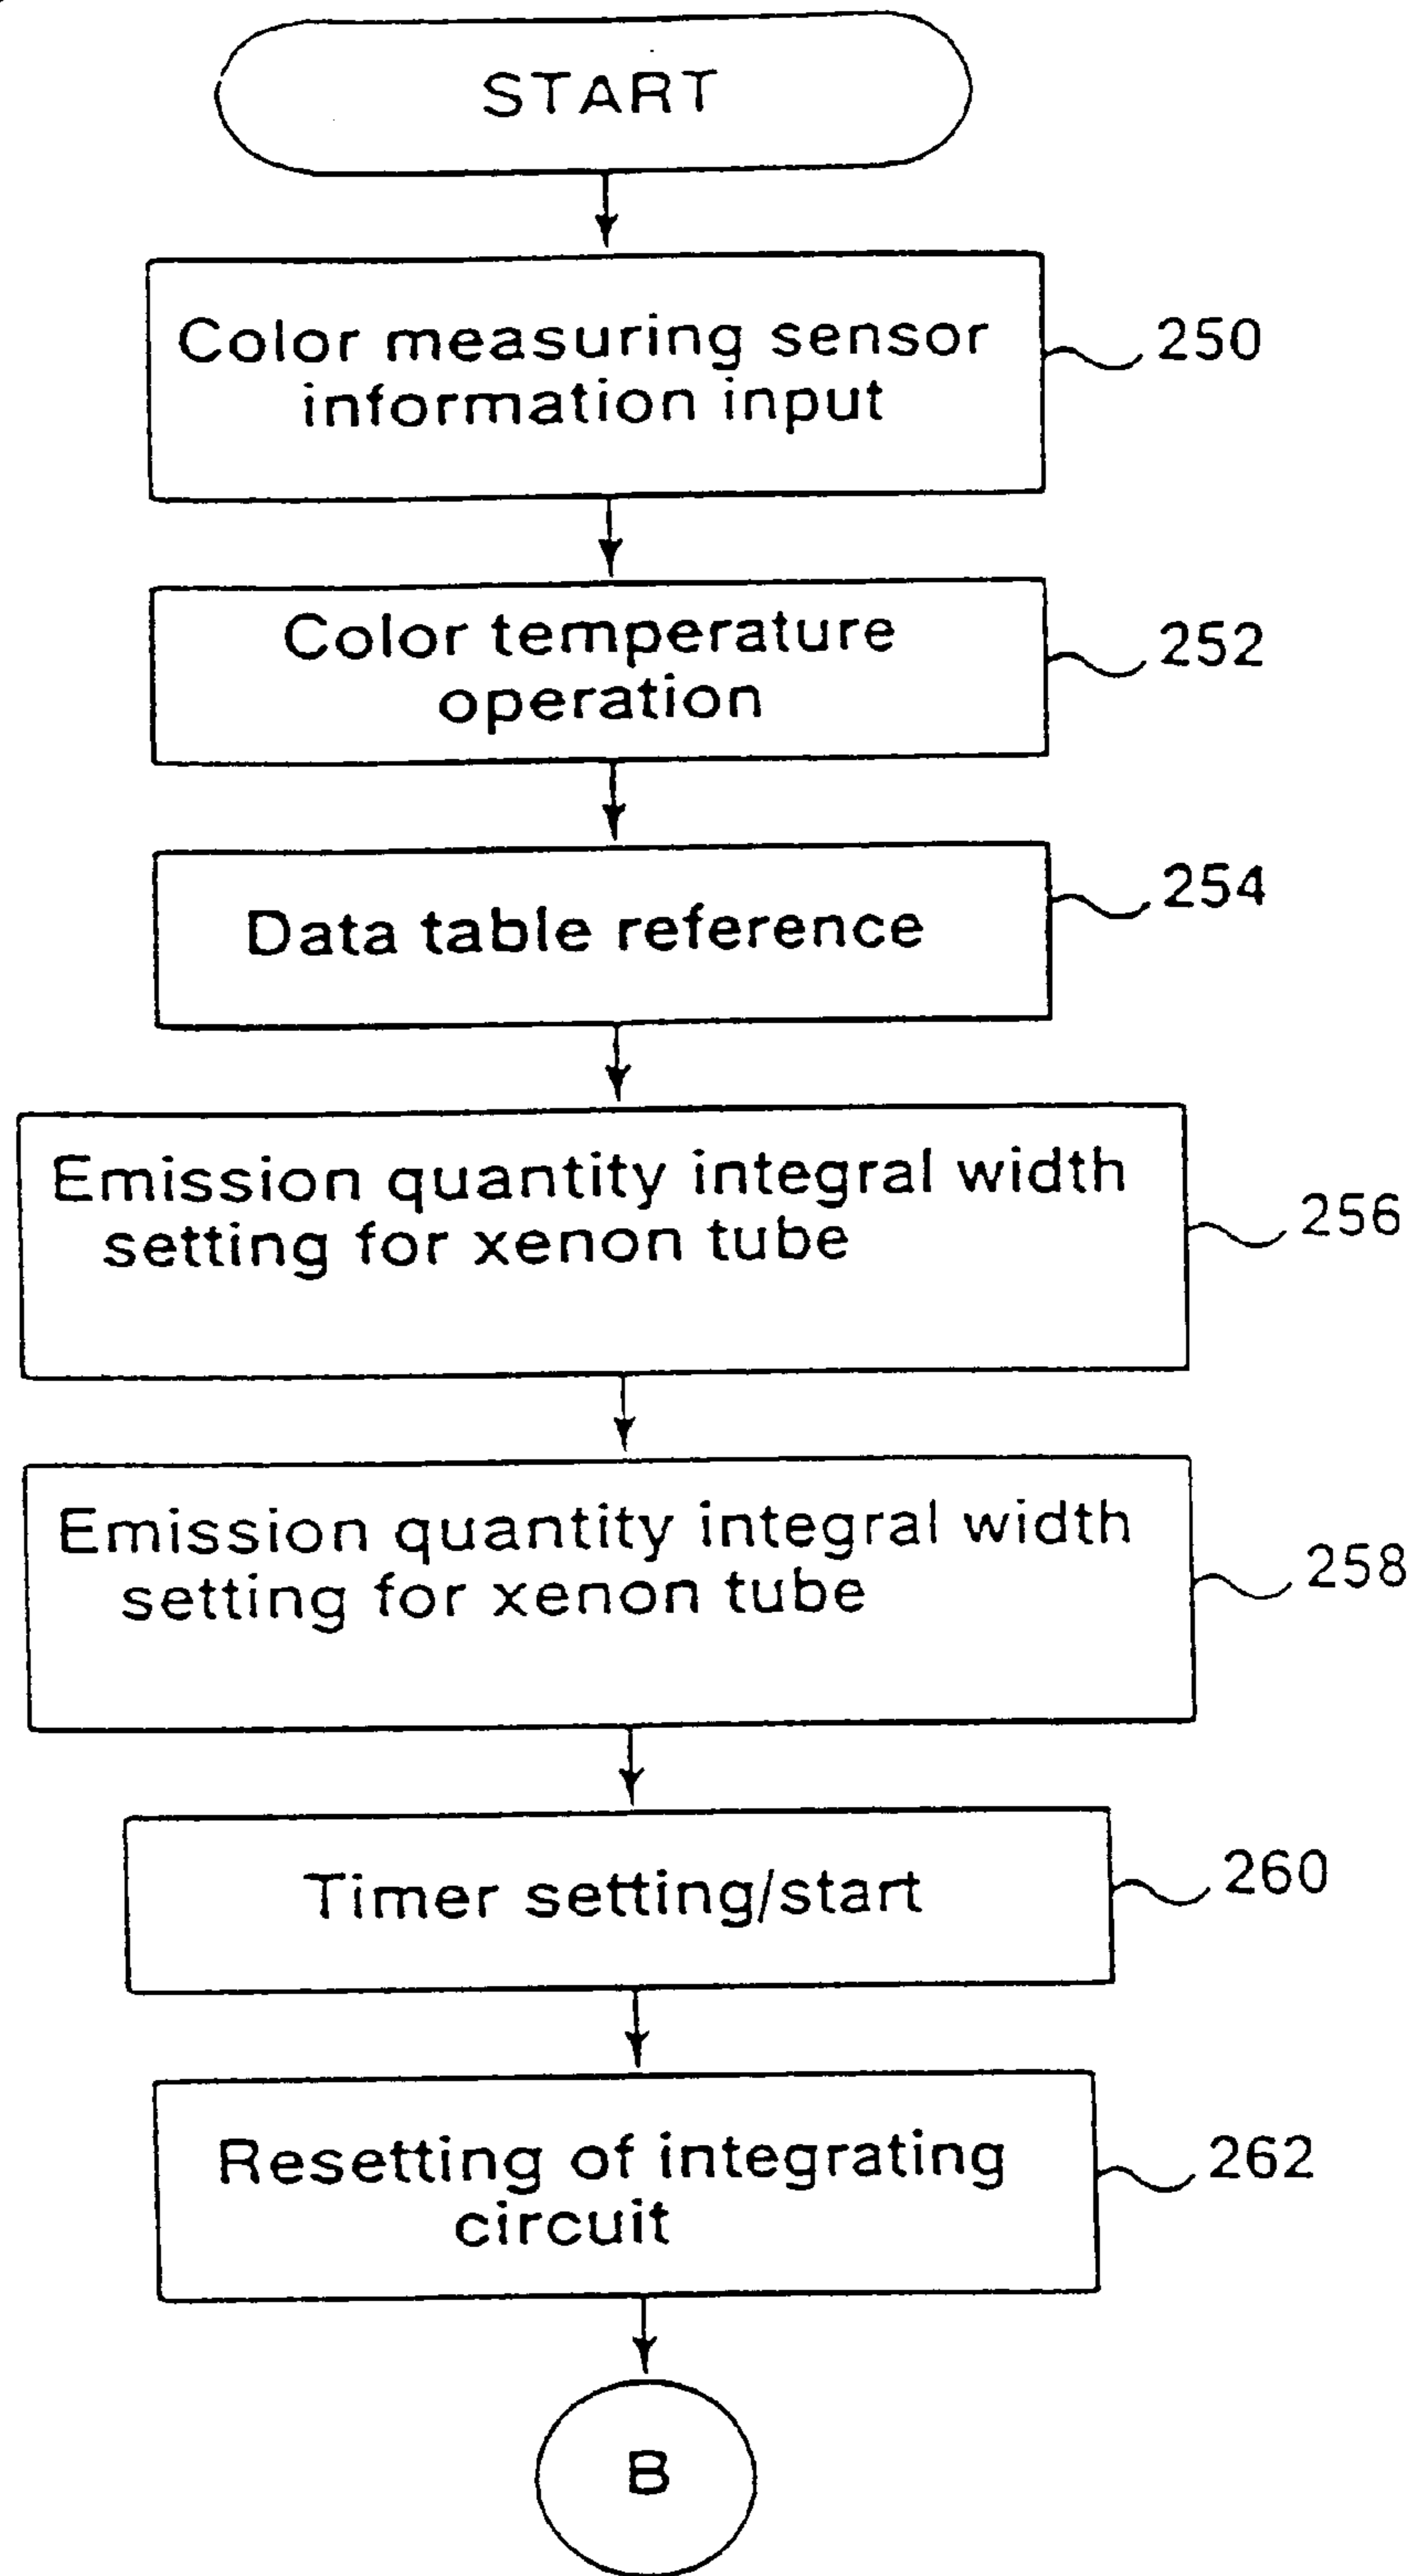 START
Color measuring sensor
information input
250
Color temperature
operation
252
Data table reference
254
Emission quantity integral width
setting for xenon tube
256
Emission quantity integral width
setting for xenon tube
258
Timer setting/start
260
Resetting of integrating
circuit
262
B